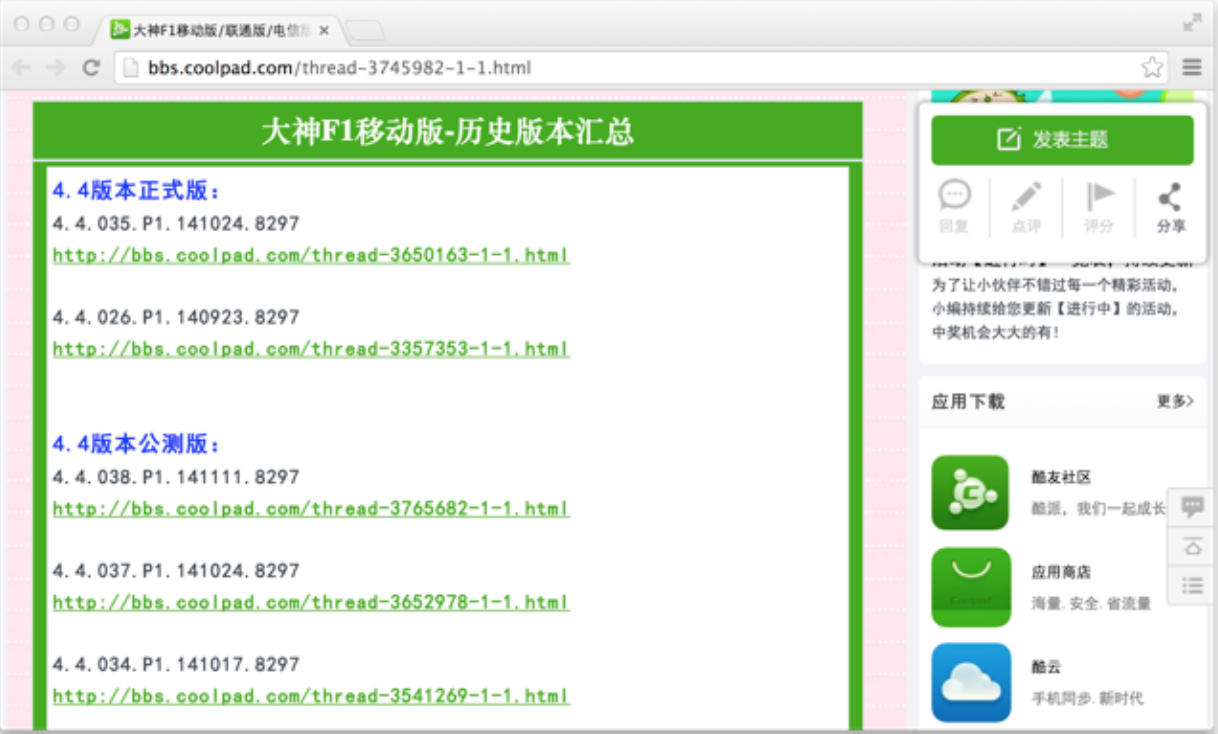 大神F1移动版/联通版/电信版
bbs.coolpad.com/thread-3745982-1-1.html
大神F1移动版-历史版本汇总
4.4版本正式版：
4.4.035.P1.141024.8297
http://bbs.coolpad.com/thread-3650163-1-1.html
4.4.026.P1.140923.8297
http://bbs.coolpad.com/thread-3357353-1-1.html
4.4版本公测版：
4.4.038.P1.141111.8297
http://bbs.coolpad.com/thread-3765682-1-1.html
4.4.037.P1.141024.8297
http://bbs.coolpad.com/thread-3652978-1-1.html
4.4.034.P1.141017.8297
http://bbs.coolpad.com/thread-3541269-1-1.html
发表主题
回复 点评 评分 分享
为了让小伙伴不错过每一个精彩活动，
小编持续给您更新【进行中】的活动，
中奖机会大大的有！
应用下载 更多>
酷友社区
酷派，我们一起成长
应用商店
海量.安全.省流量
Coolpad
酷云
手机同步.新时代